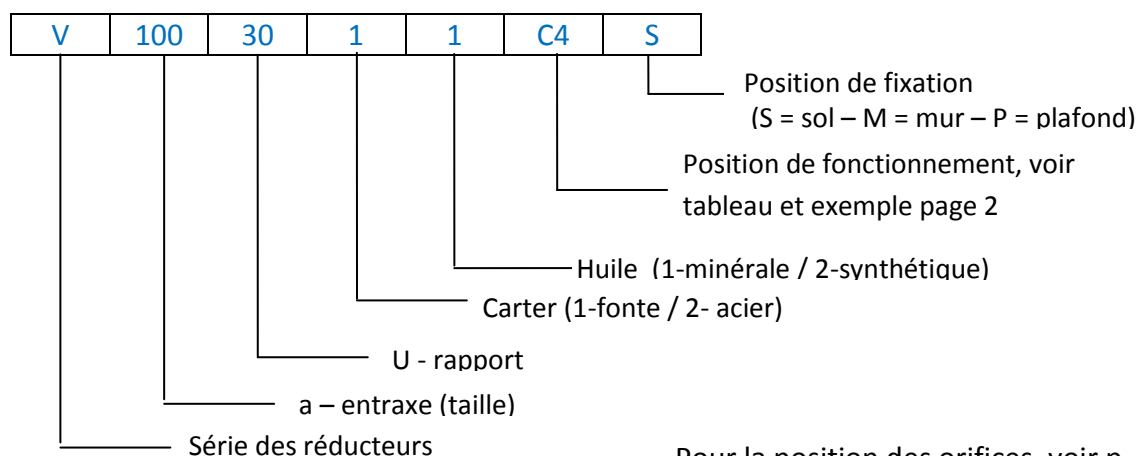 V 100 30 1 1 C4 S
Position de fixation
(S = sol – M = mur – P = plafond)
Position de fonctionnement, voir
tableau et exemple page 2
Huile (1-minérale / 2-synthétique)
Carter (1-fonte / 2- acier)
U - rapport
a – entraxe (taille)
Série des réducteurs
Pour la position des orifices, voir p